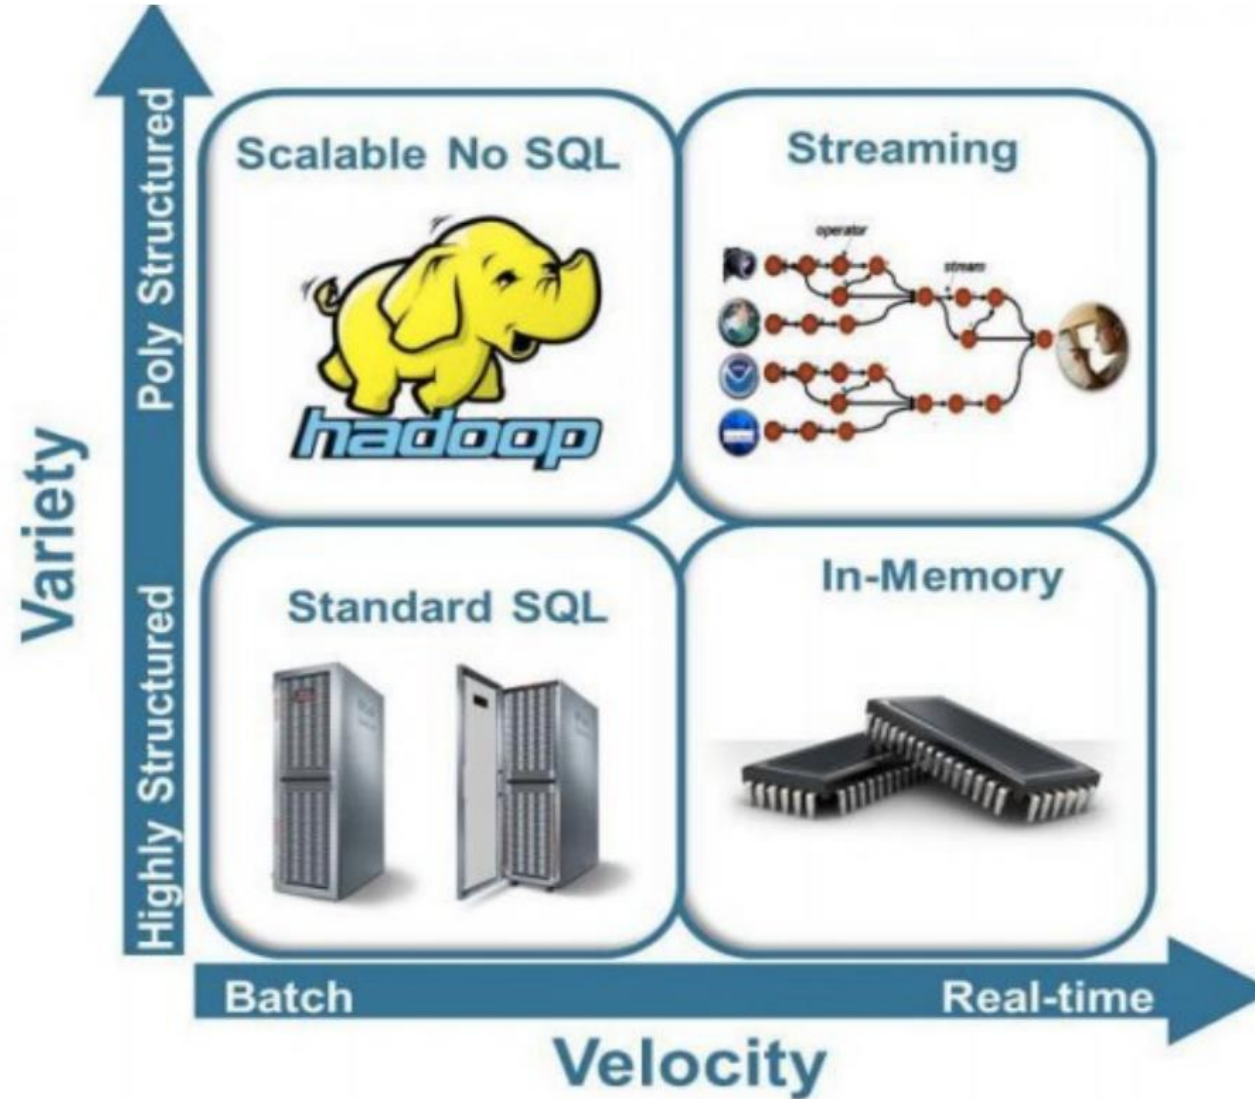 Variety
Poly Structured
Highly Structured
Scalable No SQL
hadoop
Streaming
operator
stream
Standard SQL
In-Memory
Batch
Real-time
Velocity